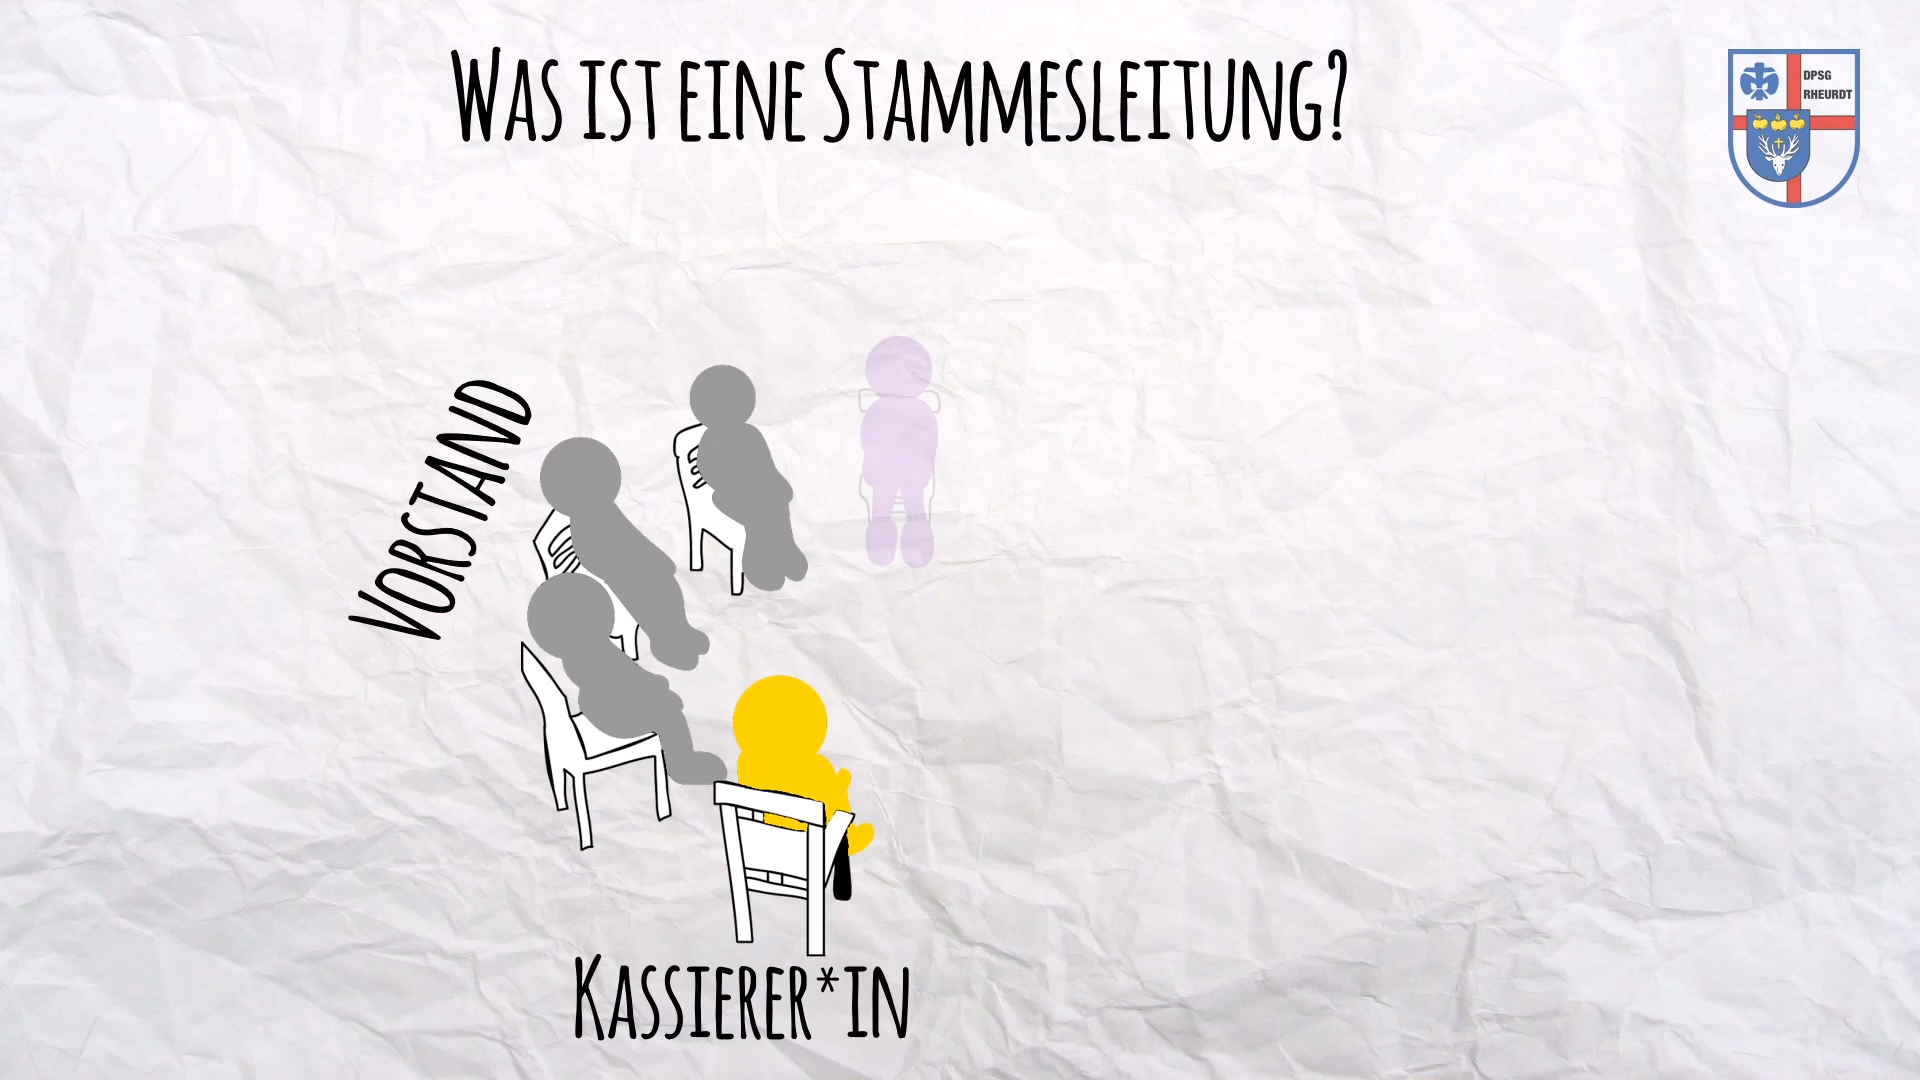 Was ist eine Stammesleitung?
DPSG
RHEURDT
Vorstand
Kassierer*in